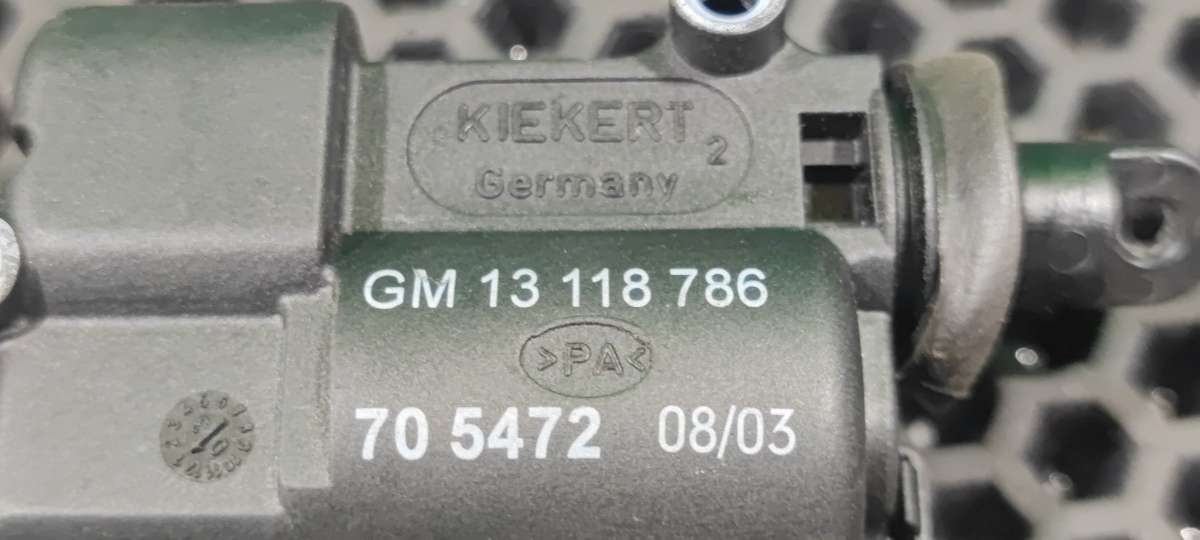 KIEKERT
2
Germany
GM 13 118 786
>PA<
70 5472 08/03